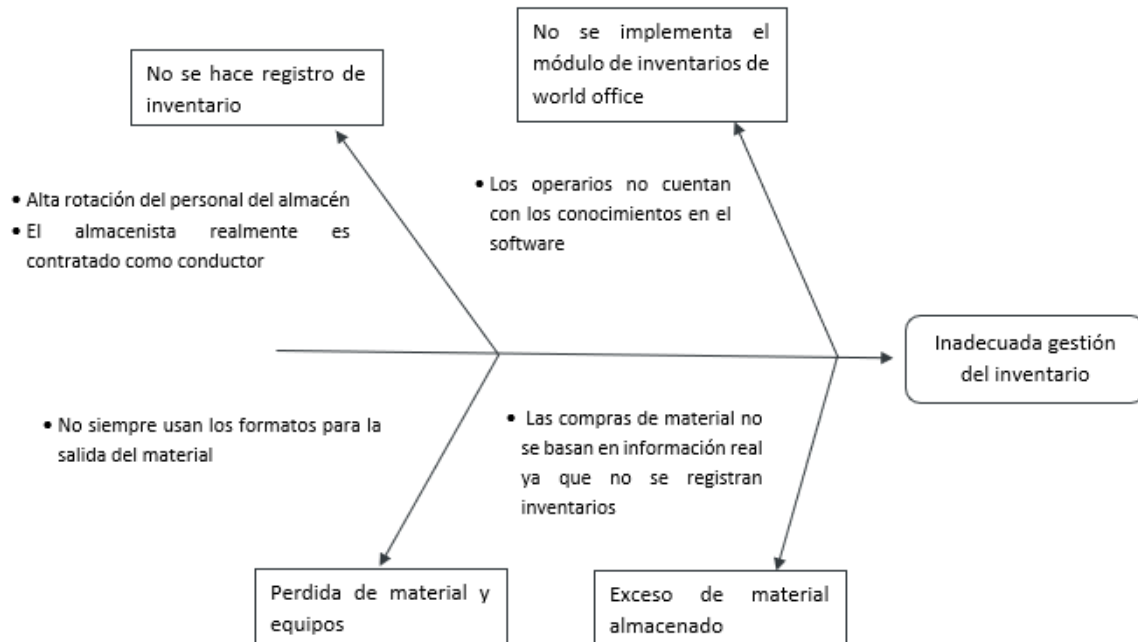 No se hace registro de
inventario
No se implementa el
módulo de inventarios de
world office
• Alta rotación del personal del almacén
• El almacenista realmente es
contratado como conductor
• Los operarios no cuentan
con los conocimientos en el
software
Inadecuada gestión
del inventario
• No siempre usan los formatos para la
salida del material
• Las compras de material no
se basan en información real
ya que no se registran
inventarios
Perdida de material y
equipos
Exceso de material
almacenado